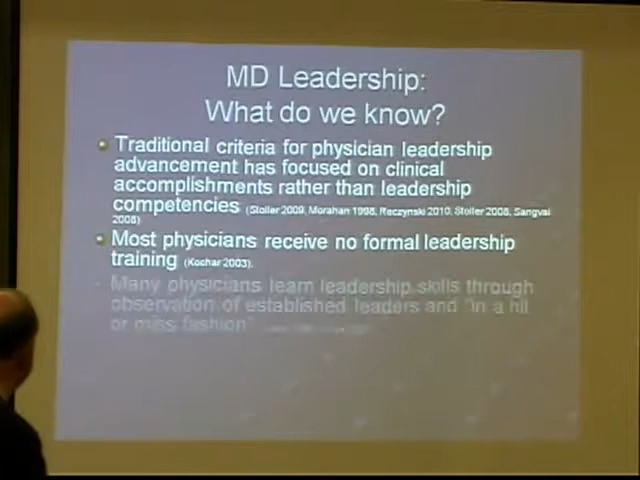 MD Leadership:
What do we know?
Traditional criteria for physician leadership
advancement has focused on clinical
accomplishments rather than leadership
competencies (Stoller 2009, Morahan 1998, Raczynski 2010, Stoller 2008, Sangvai
2008)
Most physicians receive no formal leadership
training (Kochar 2003).
Many physicians learn leadership skills through
observation of established leaders and "in a hit
or miss fashion"